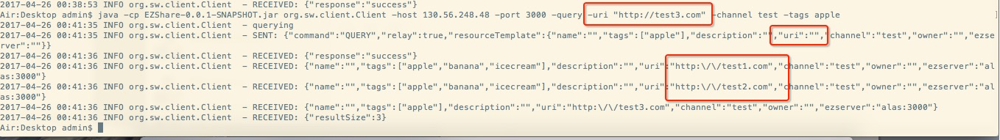 2017-04-26 00:38:53 INFO org.sw.client.Client - RECEIVED: {"response":"success"}
Air:Desktop admin$ java -cp EZShare-0.0.1-SNAPSHOT.jar org.sw.Client -host 130.56.248.48 -port 3000 -query -uri "http://test3.com" -channel test -tags apple ]
2017-04-26 00:41:35 INFO org.sw.client.Client - querying
2017-04-26 00:41:35 INFO org.sw.client.Client - SENT: {"command":"QUERY","relay":true,"resourceTemplate":{"name":"","tags":["apple"],"description":"","uri":"","channel":"test","owner":"","ezse
rver":""}}
2017-04-26 00:41:36 INFO org.sw.client.Client - RECEIVED: {"response":"success"}
2017-04-26 00:41:36 INFO org.sw.client.Client - RECEIVED: {"name":"","tags":["apple","banana","icecream"],"description":"","uri":"http:\/\/test1.com","channel":"test","owner":"","ezserver":"al
as:3000"}
2017-04-26 00:41:36 INFO org.sw.client.Client - RECEIVED: {"name":"","tags":["apple","banana","icecream"],"description":"","uri":"http:\/\/test2.com","channel":"test","owner":"","ezserver":"al
as:3000"}
2017-04-26 00:41:36 INFO org.sw.client.Client - RECEIVED: {"name":"","tags":["apple"],"description":"","uri":"http:\/\/test3.com","channel":"test","owner":"","ezserver":"alas:3000"}
2017-04-26 00:41:36 INFO org.sw.client.Client - RECEIVED: {"resultSize":3}
Air:Desktop admin$